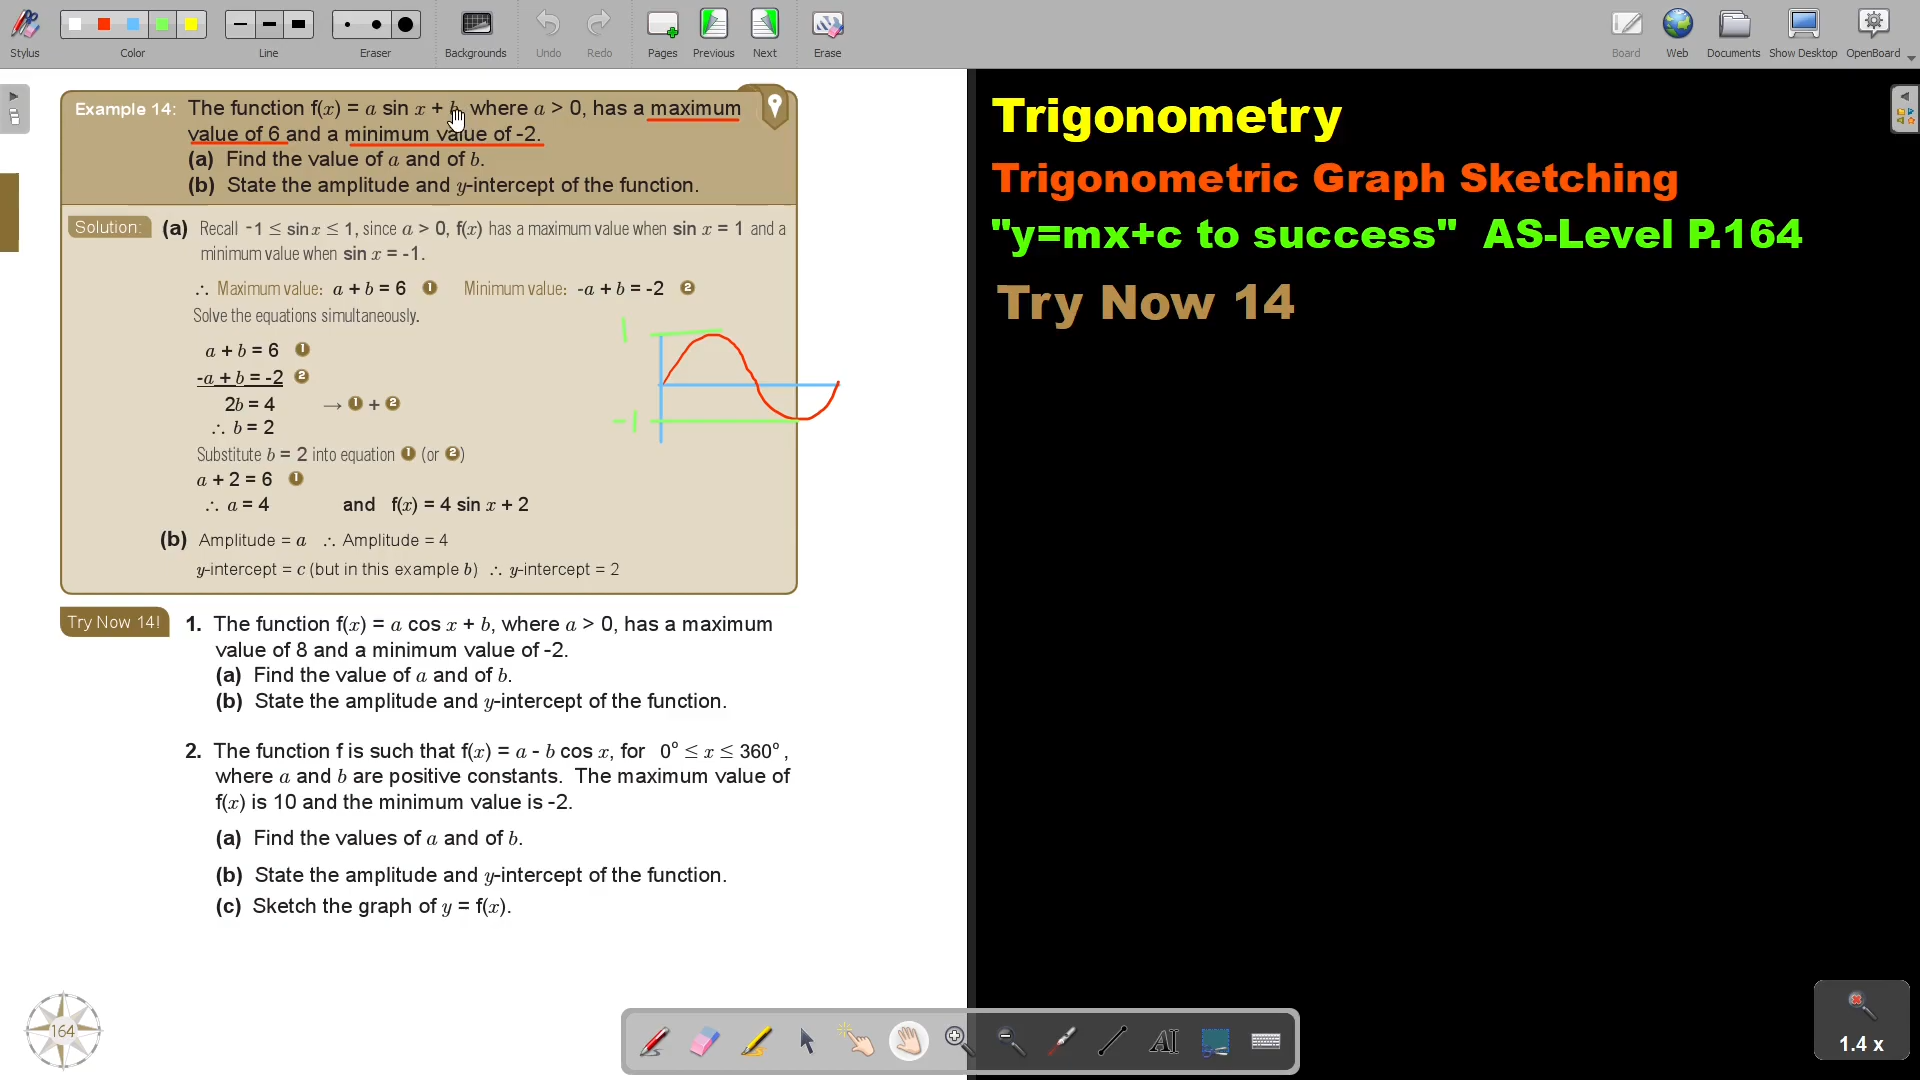 Stylus
Color
Line
Eraser
Backgrounds
Undo
Redo
Pages
Previous
Next
Erase
Board
Web
Documents
Show Desktop
OpenBoard
Example 14: The function f(x) = a sin x + b, where a > 0, has a maximum
value of 6 and a minimum value of -2.
(a) Find the value of a and of b.
(b) State the amplitude and y-intercept of the function.
Solution: (a) Recall -1 ≤ sin x ≤ 1, since a > 0, f(x) has a maximum value when sin x = 1 and a
minimum value when sin x = -1.
∴ Maximum value: a + b = 6 ❶ Minimum value: -a + b = -2 ❷
Solve the equations simultaneously.
a + b = 6 ❶
-a + b = -2 ❷
2b = 4 → ❶ + ❷
∴ b = 2
Substitute b = 2 into equation ❶ (or ❷)
a + 2 = 6 ❶
∴ a = 4 and f(x) = 4 sin x + 2
(b) Amplitude = a ∴ Amplitude = 4
y-intercept = c (but in this example b) ∴ y-intercept = 2
1
-1
Try Now 14! 1. The function f(x) = a cos x + b, where a > 0, has a maximum
value of 8 and a minimum value of -2.
(a) Find the value of a and of b.
(b) State the amplitude and y-intercept of the function.
2. The function f is such that f(x) = a - b cos x, for 0° ≤ x ≤ 360°,
where a and b are positive constants. The maximum value of
f(x) is 10 and the minimum value is -2.
(a) Find the values of a and of b.
(b) State the amplitude and y-intercept of the function.
(c) Sketch the graph of y = f(x).
164
Trigonometry
Trigonometric Graph Sketching
"y=mx+c to success" AS-Level P.164
Try Now 14
AI
1.4 x